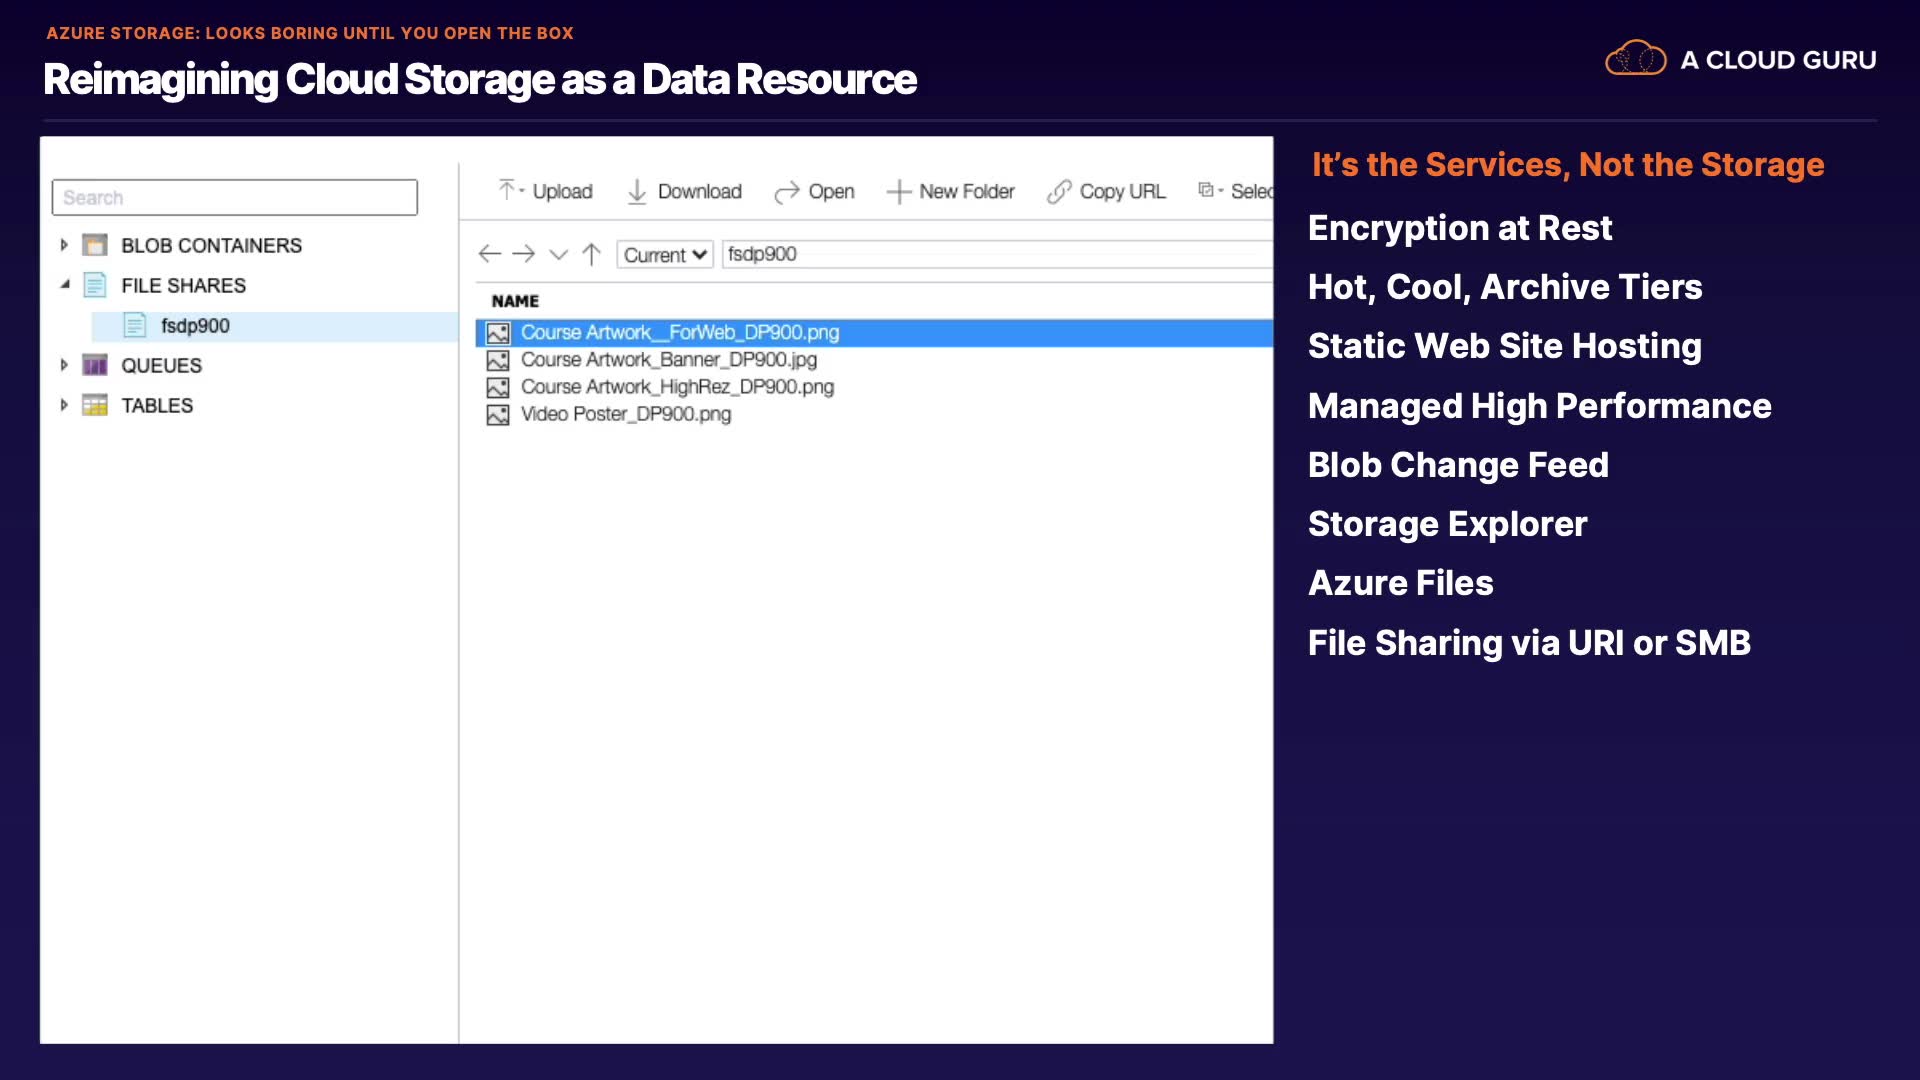 AZURE STORAGE: LOOKS BORING UNTIL YOU OPEN THE BOX
Reimagining Cloud Storage as a Data Resource
A CLOUD GURU
Search
BLOB CONTAINERS
FILE SHARES
fsdp900
QUEUES
TABLES
Upload Download Open New Folder Copy URL Selec
Current fsdp900
NAME
Course Artwork__ForWeb_DP900.png
Course Artwork_Banner_DP900.jpg
Course Artwork_HighRez_DP900.png
Video Poster_DP900.png
It’s the Services, Not the Storage
Encryption at Rest
Hot, Cool, Archive Tiers
Static Web Site Hosting
Managed High Performance
Blob Change Feed
Storage Explorer
Azure Files
File Sharing via URI or SMB